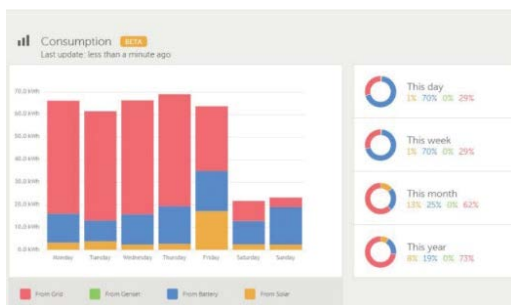 Consumption BETA
Last update: less than a minute ago
70,0 kWh
60,0 kWh
50,0 kWh
40,0 kWh
30,0 kWh
20,0 kWh
10,0 kWh
0,0 kWh
Monday Tuesday Wednesday Thursday Friday Saturday Sunday
From Grid From Genset From Battery From Solar
This day
1% 70% 0% 29%
This week
1% 70% 0% 29%
This month
13% 25% 0% 62%
This year
8% 19% 0% 73%